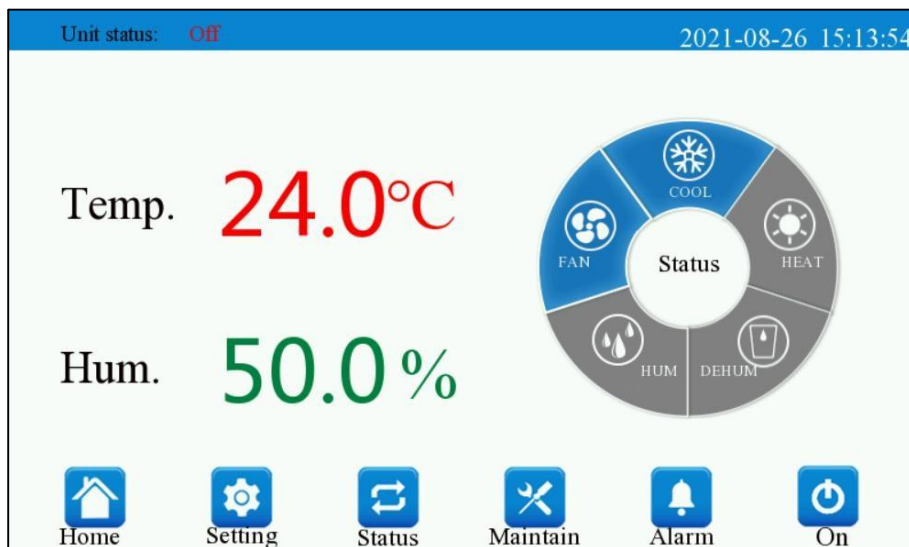 Unit status: Off
2021-08-26 15:13:54
Temp. 24.0°C
Hum. 50.0 %
COOL
FAN
Status
HEAT
HUM
DEHUM
Home
Setting
Status
Maintain
Alarm
On